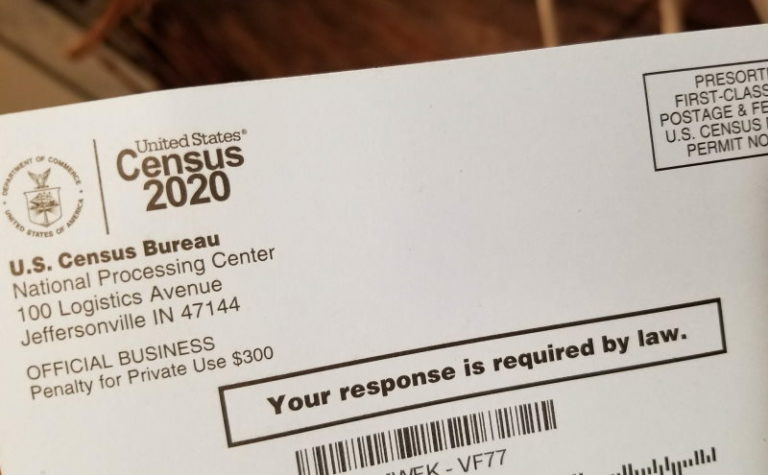 DEPARTMENT OF COMMERCE
UNITED STATES OF AMERICA
United States®
Census
2020
U.S. Census Bureau
National Processing Center
100 Logistics Avenue
Jeffersonville IN 47144
OFFICIAL BUSINESS
Penalty for Private Use $300
PRESORT
FIRST-CLASS
POSTAGE & FE
U.S. CENSUS
PERMIT NO
Your response is required by law.
- VF77